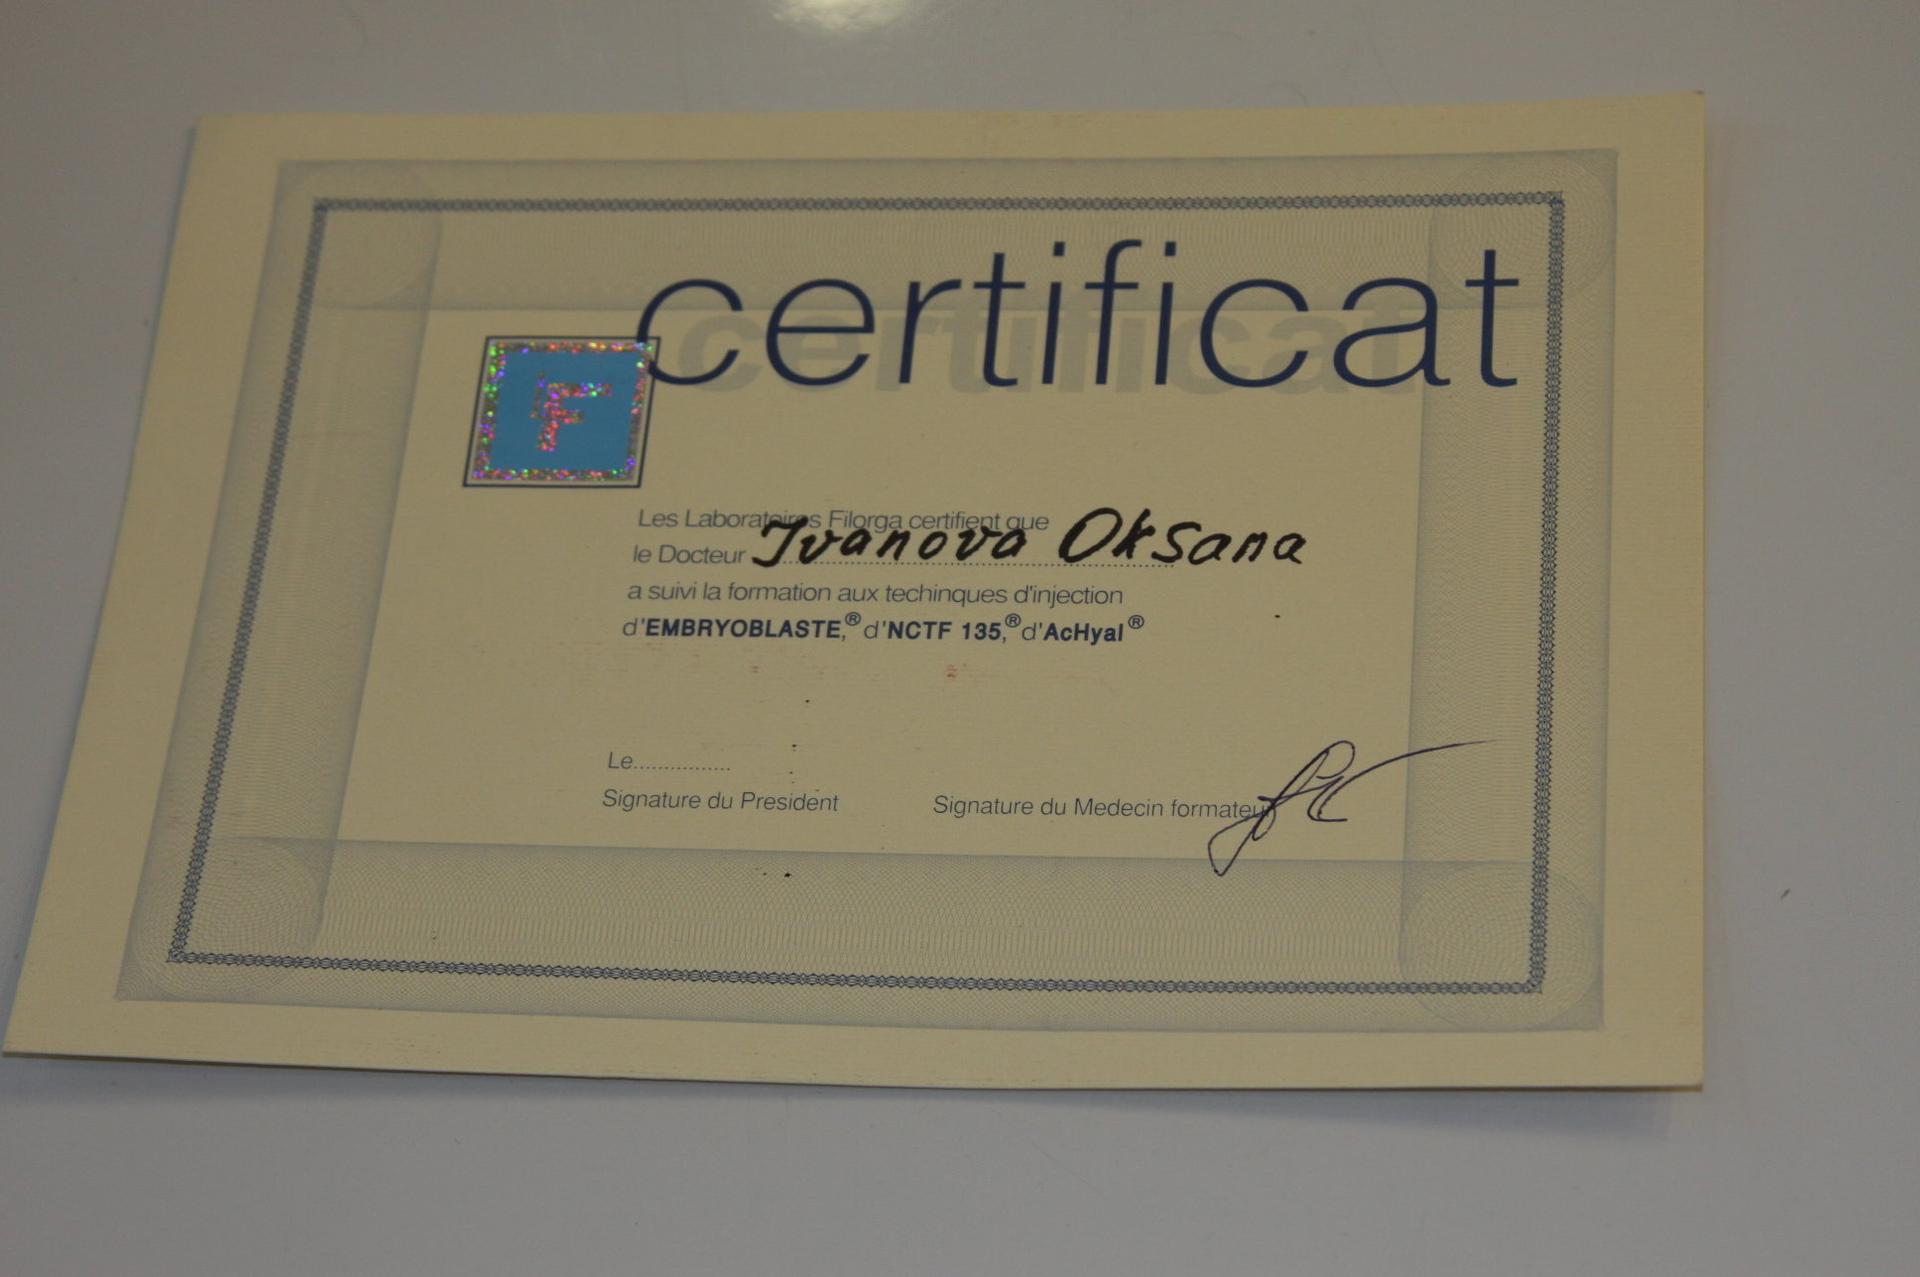 certificat
F
Les Laboratoires Filorga certifient que
le Docteur Ivanova Oksana
a suivi la formation aux techinques d'injection
d'EMBRYOBLASTE,® d'NCTF 135,® d'AcHyal®
Le...............
Signature du President Signature du Medecin formateur